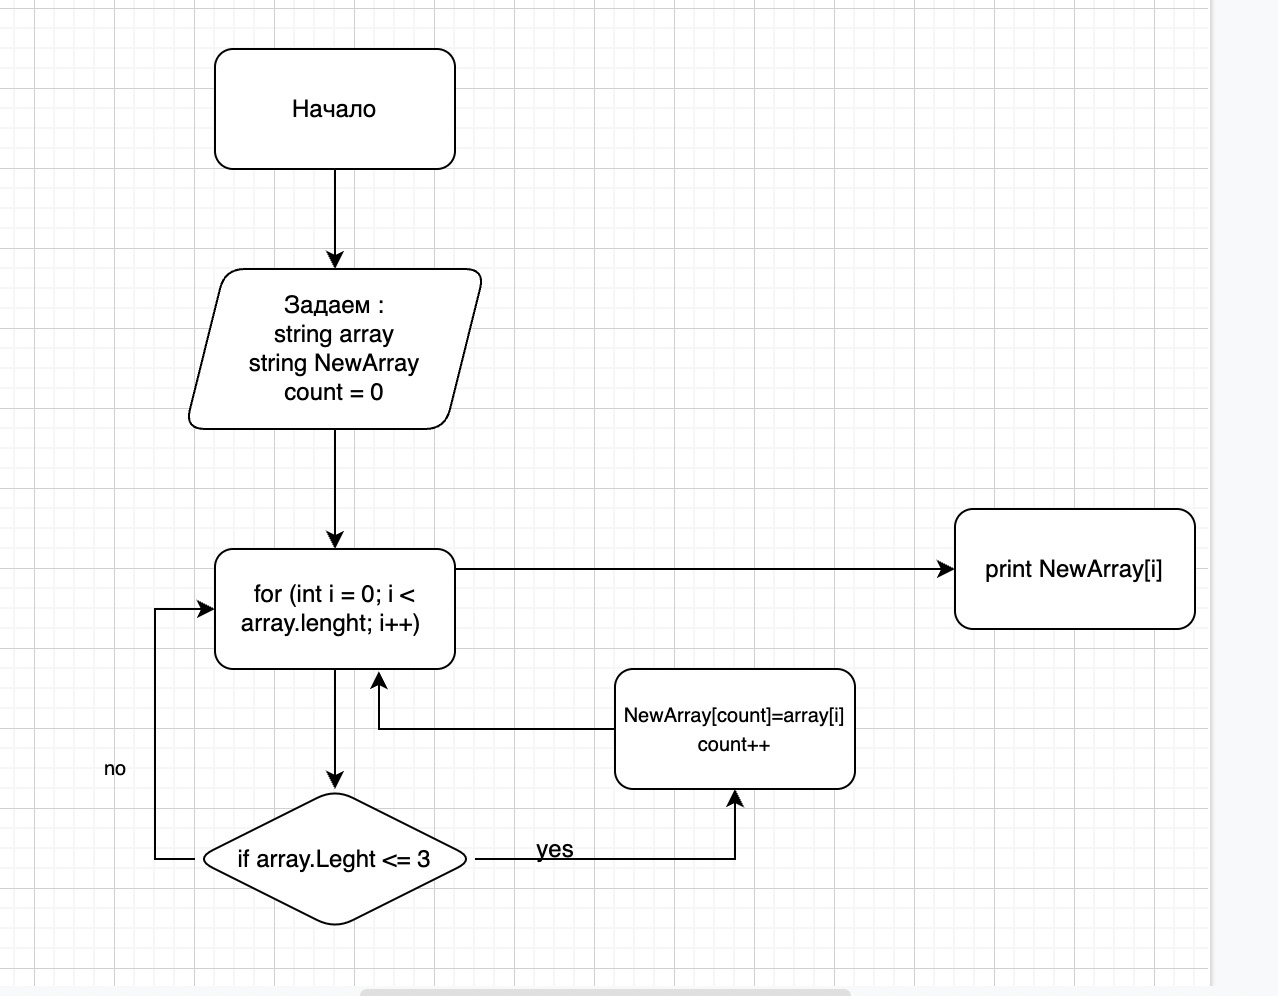 Начало
Задаем :
string array
string NewArray
count = 0
for (int i = 0; i <
array.lenght; i++)
print NewArray[i]
NewArray[count]=array[i]
count++
no
if array.Leght <= 3
yes